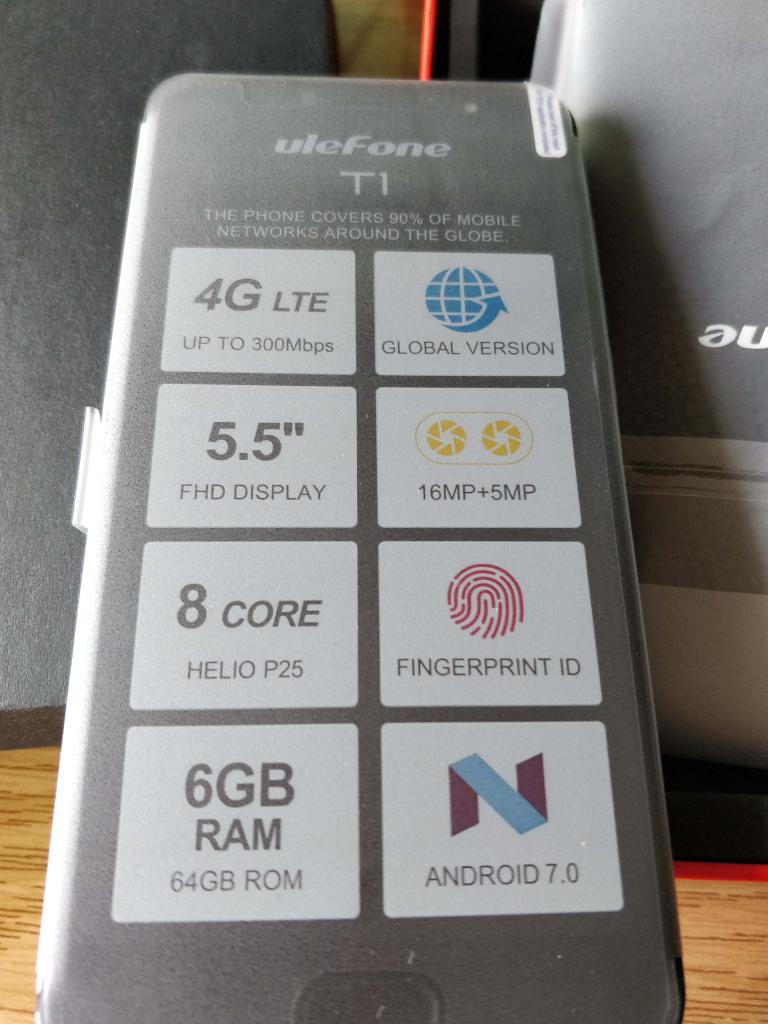 ulefone
T1
THE PHONE COVERS 90% OF MOBILE
NETWORKS AROUND THE GLOBE.
4G LTE
UP TO 300Mbps
GLOBAL VERSION
5.5"
FHD DISPLAY
16MP+5MP
8 CORE
HELIO P25
FINGERPRINT ID
6GB
RAM
64GB ROM
ANDROID 7.0
ne